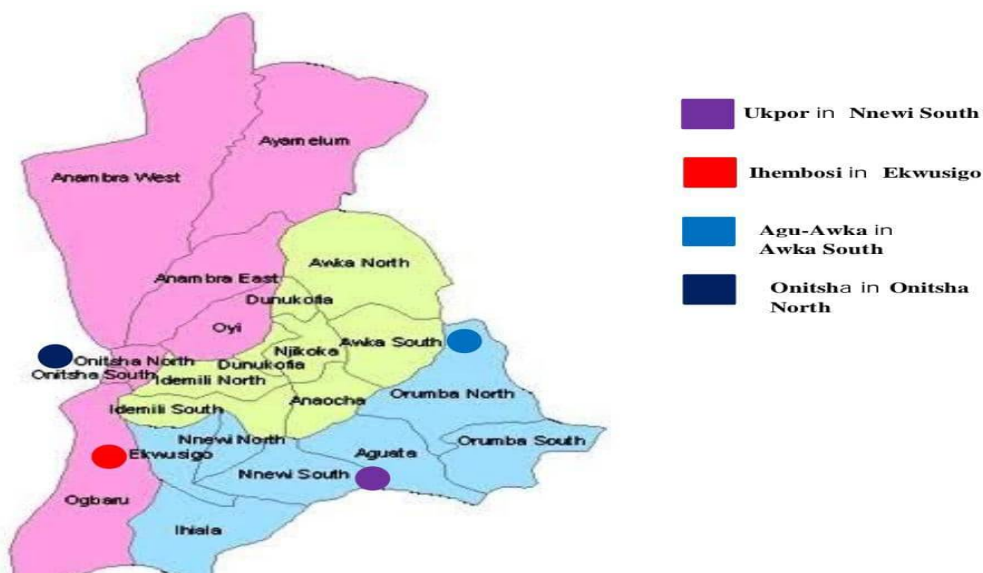 Ayamelum
Anambra West
Awka North
Anambra East
Dunukofia
Oyi
Awka South
Njikoka
Onitsha North
Dunukofia
Onitsha South
Idemili North
Orumba North
Anaocha
Idemili South
Nnewi North
Orumba South
Ekwusigo
Aguata
Nnewi South
Ogbaru
Ihiala
Ukpor in Nnewi South
Ihembosi in Ekwusigo
Agu-Awka in
Awka South
Onitsha in Onitsha
North